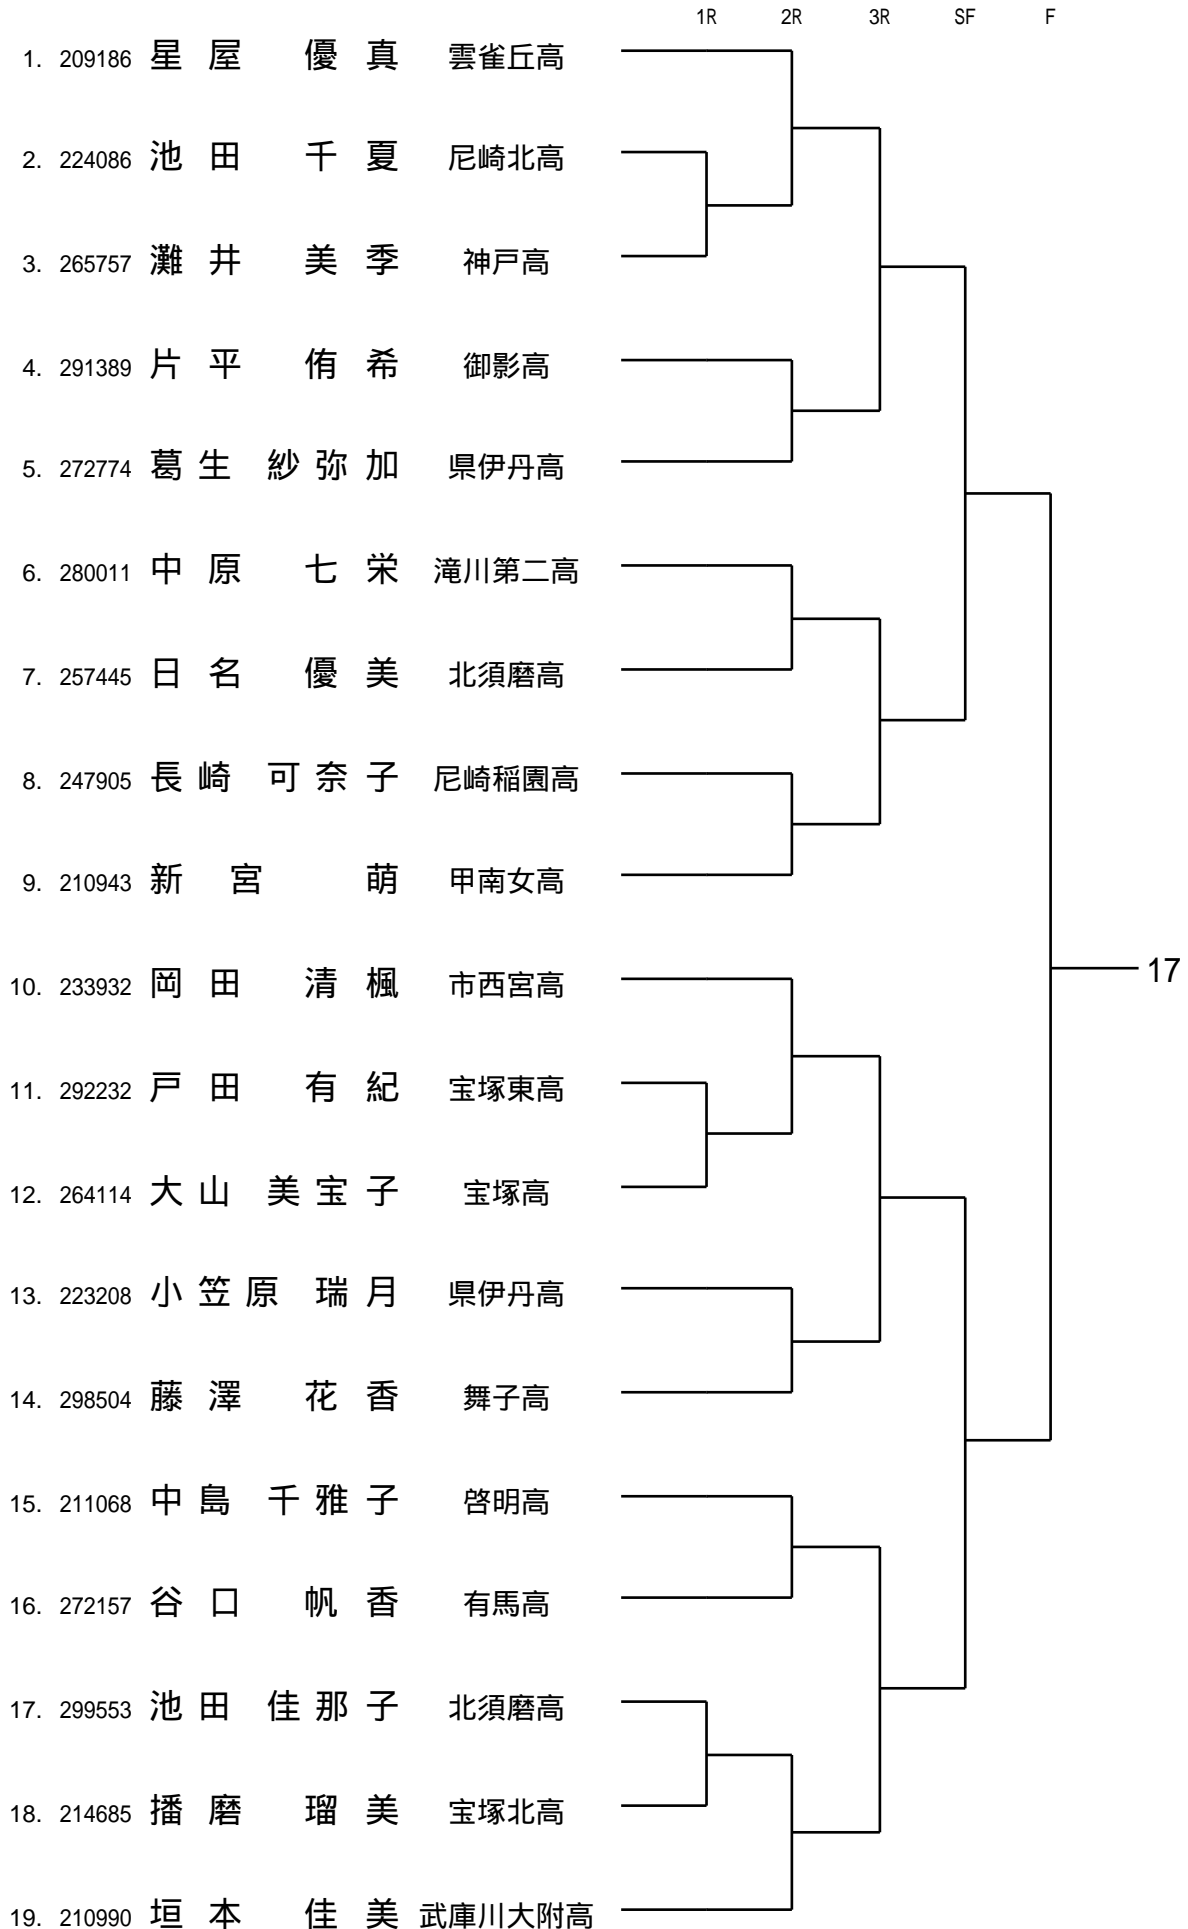 1R 2R 3R SF F
1. 209186 星屋 優真 雲雀丘高
2. 224086 池田 千夏 尼崎北高
3. 265757 灘井 美季 神戸高
4. 291389 片平 侑希 御影高
5. 272774 葛生 紗弥加 県伊丹高
6. 280011 中原 七栄 滝川第二高
7. 257445 日名 優美 北須磨高
8. 247905 長崎 可奈子 尼崎稲園高
9. 210943 新宮 萌 甲南女高
10. 233932 岡田 清楓 市西宮高
11. 292232 戸田 有紀 宝塚東高
12. 264114 大山 美宝子 宝塚高
13. 223208 小笠原 瑞月 県伊丹高
14. 298504 藤澤 花香 舞子高
15. 211068 中島 千雅子 啓明高
16. 272157 谷口 帆香 有馬高
17. 299553 池田 佳那子 北須磨高
18. 214685 播磨 瑠美 宝塚北高
19. 210990 垣本 佳美 武庫川大附高
17